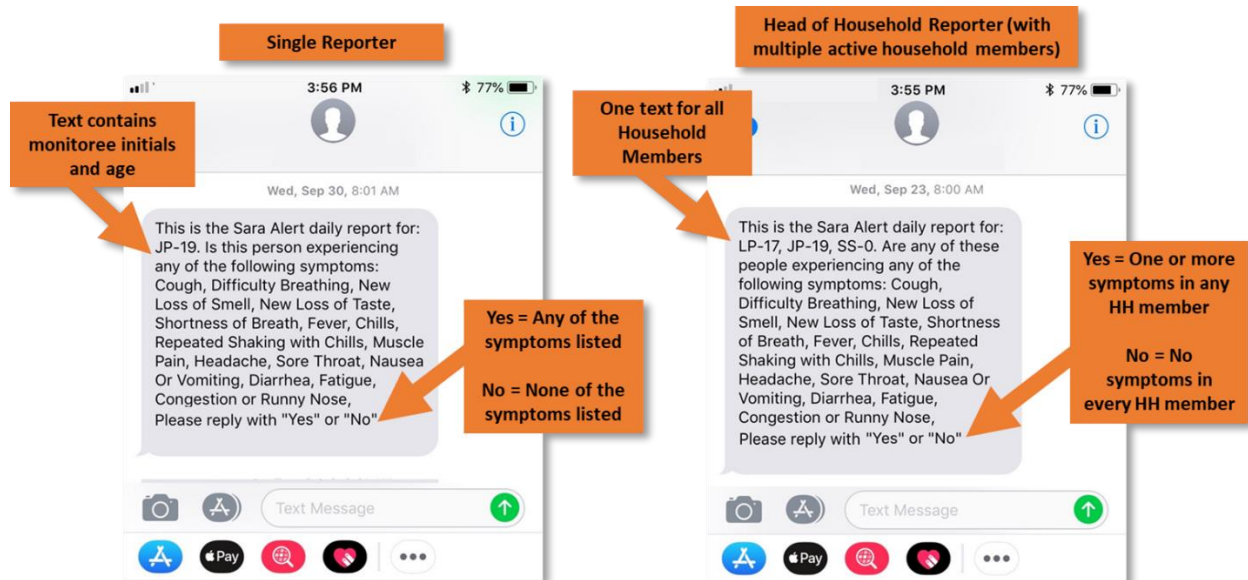 Single Reporter
3:56 PM
77%
Text contains
monitoree initials
and age
Wed, Sep 30, 8:01 AM
This is the Sara Alert daily report for:
JP-19. Is this person experiencing
any of the following symptoms:
Cough, Difficulty Breathing, New
Loss of Smell, New Loss of Taste,
Shortness of Breath, Fever, Chills,
Repeated Shaking with Chills, Muscle
Pain, Headache, Sore Throat, Nausea
Or Vomiting, Diarrhea, Fatigue,
Congestion or Runny Nose,
Please reply with "Yes" or "No"
Yes = Any of the
symptoms listed
No = None of the
symptoms listed
Text Message
Pay
Head of Household Reporter (with
multiple active household members)
3:55 PM
77%
One text for all
Household
Members
Wed, Sep 23, 8:00 AM
This is the Sara Alert daily report for:
LP-17, JP-19, SS-0. Are any of these
people experiencing any of the
following symptoms: Cough,
Difficulty Breathing, New Loss of
Smell, New Loss of Taste, Shortness
of Breath, Fever, Chills, Repeated
Shaking with Chills, Muscle Pain,
Headache, Sore Throat, Nausea Or
Vomiting, Diarrhea, Fatigue,
Congestion or Runny Nose,
Please reply with "Yes" or "No"
Yes = One or more
symptoms in any
HH member
No = No
symptoms in
every HH member
Text Message
Pay